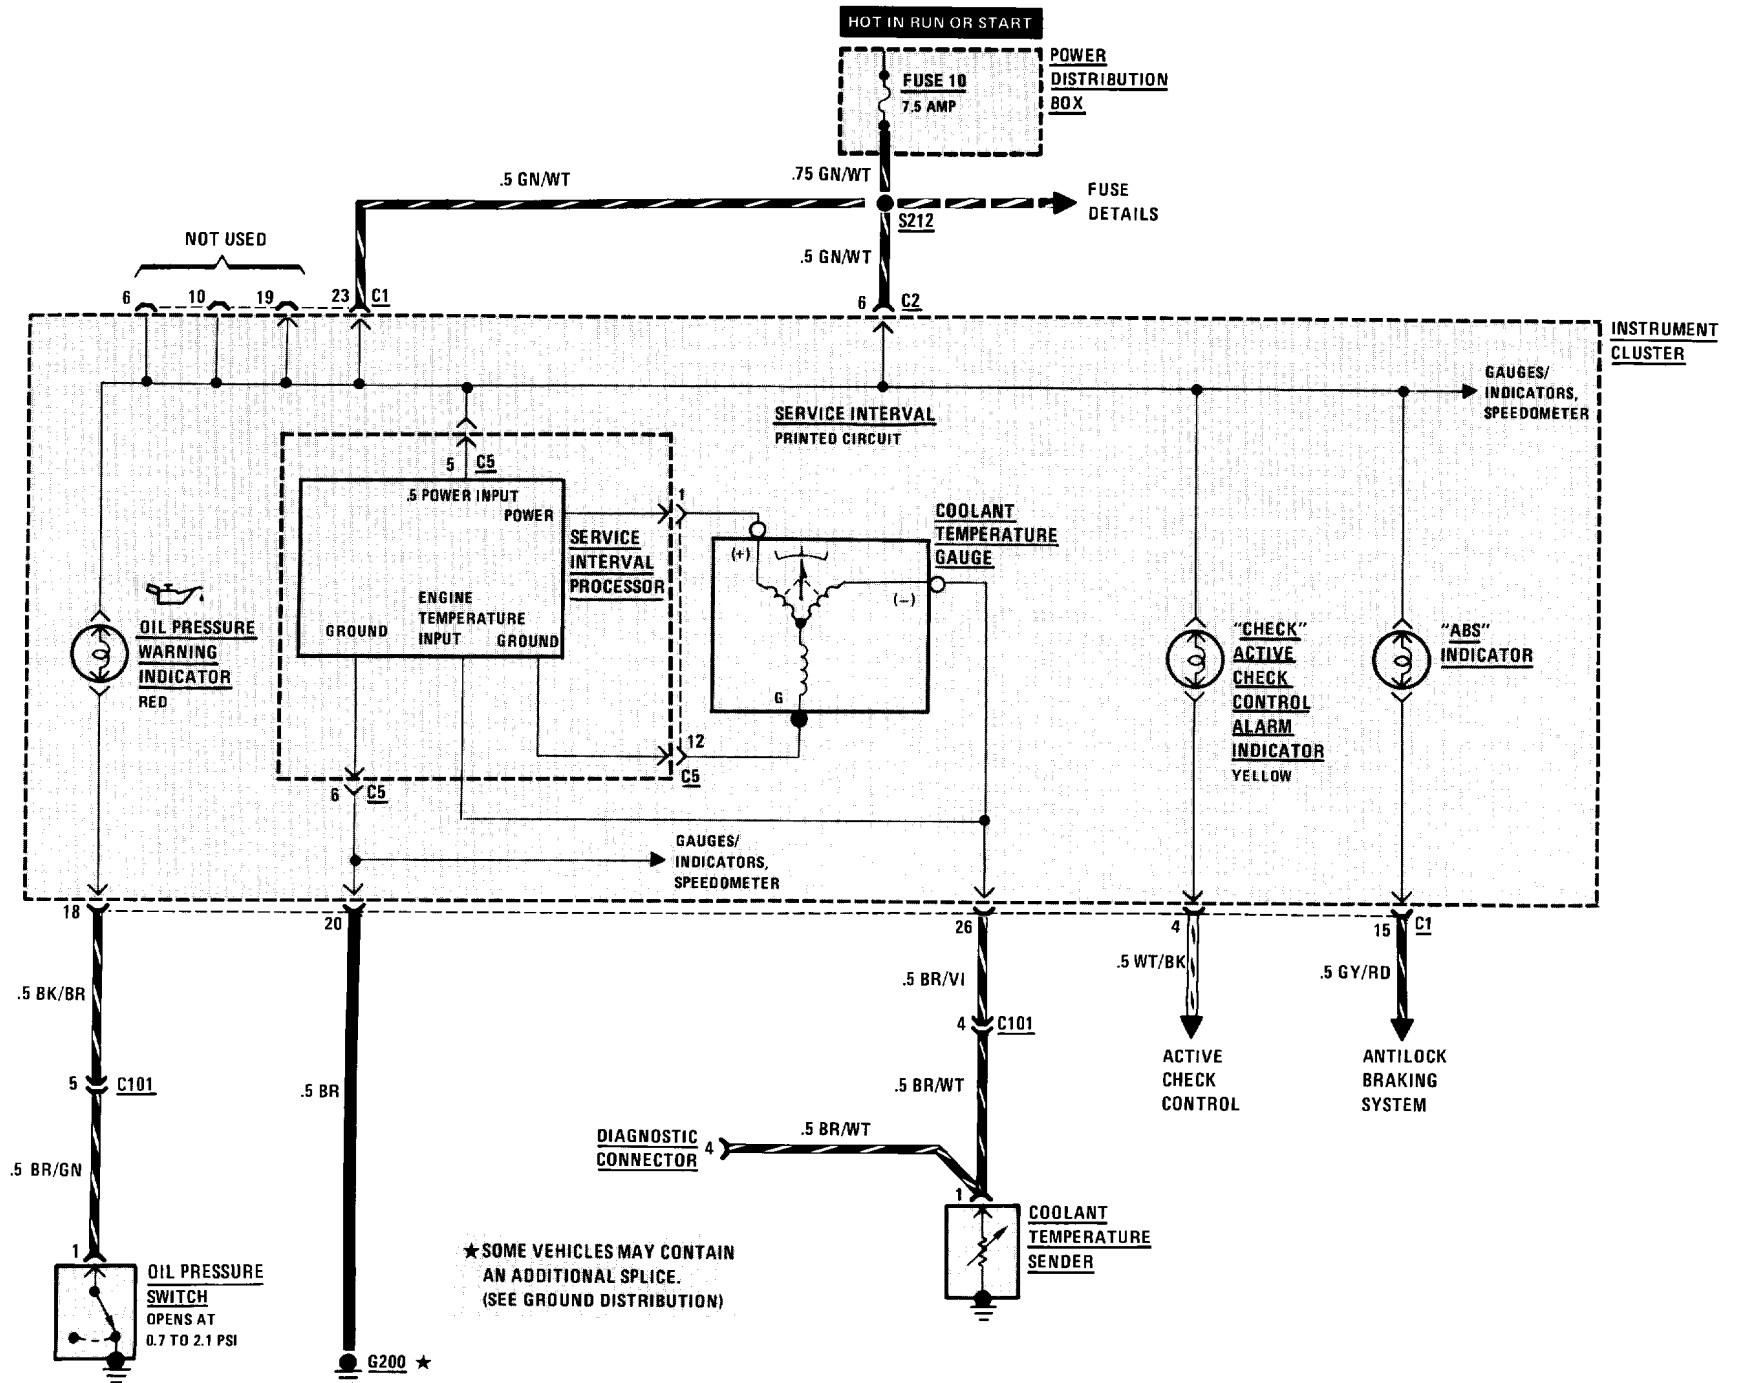 HOT IN RUN OR START
POWER
DISTRIBUTION
BOX
FUSE 10
7.5 AMP
.5 GN/WT
.75 GN/WT
FUSE
DETAILS
S212
NOT USED
.5 GN/WT
6
10
19
23
C1
6
C2
INSTRUMENT
CLUSTER
GAUGES/
INDICATORS,
SPEEDOMETER
SERVICE INTERVAL
PRINTED CIRCUIT
5
C5
.5 POWER INPUT
POWER
1
SERVICE
INTERVAL
PROCESSOR
COOLANT
TEMPERATURE
GAUGE
(+)
(−)
ENGINE
TEMPERATURE
INPUT
GROUND
GROUND
G
OIL PRESSURE
WARNING
INDICATOR
RED
"CHECK"
ACTIVE
CHECK
CONTROL
ALARM
INDICATOR
YELLOW
"ABS"
INDICATOR
12
C5
6
C5
GAUGES/
INDICATORS,
SPEEDOMETER
18
20
26
4
15
C1
.5 BK/BR
.5 BR/VI
.5 WT/BK
.5 GY/RD
4
C101
ACTIVE
CHECK
CONTROL
ANTILOCK
BRAKING
SYSTEM
5
C101
.5 BR
.5 BR/WT
DIAGNOSTIC
CONNECTOR
4
.5 BR/WT
.5 BR/GN
1
COOLANT
TEMPERATURE
SENDER
★SOME VEHICLES MAY CONTAIN
AN ADDITIONAL SPLICE.
(SEE GROUND DISTRIBUTION)
1
OIL PRESSURE
SWITCH
OPENS AT
0.7 TO 2.1 PSI
G200 ★